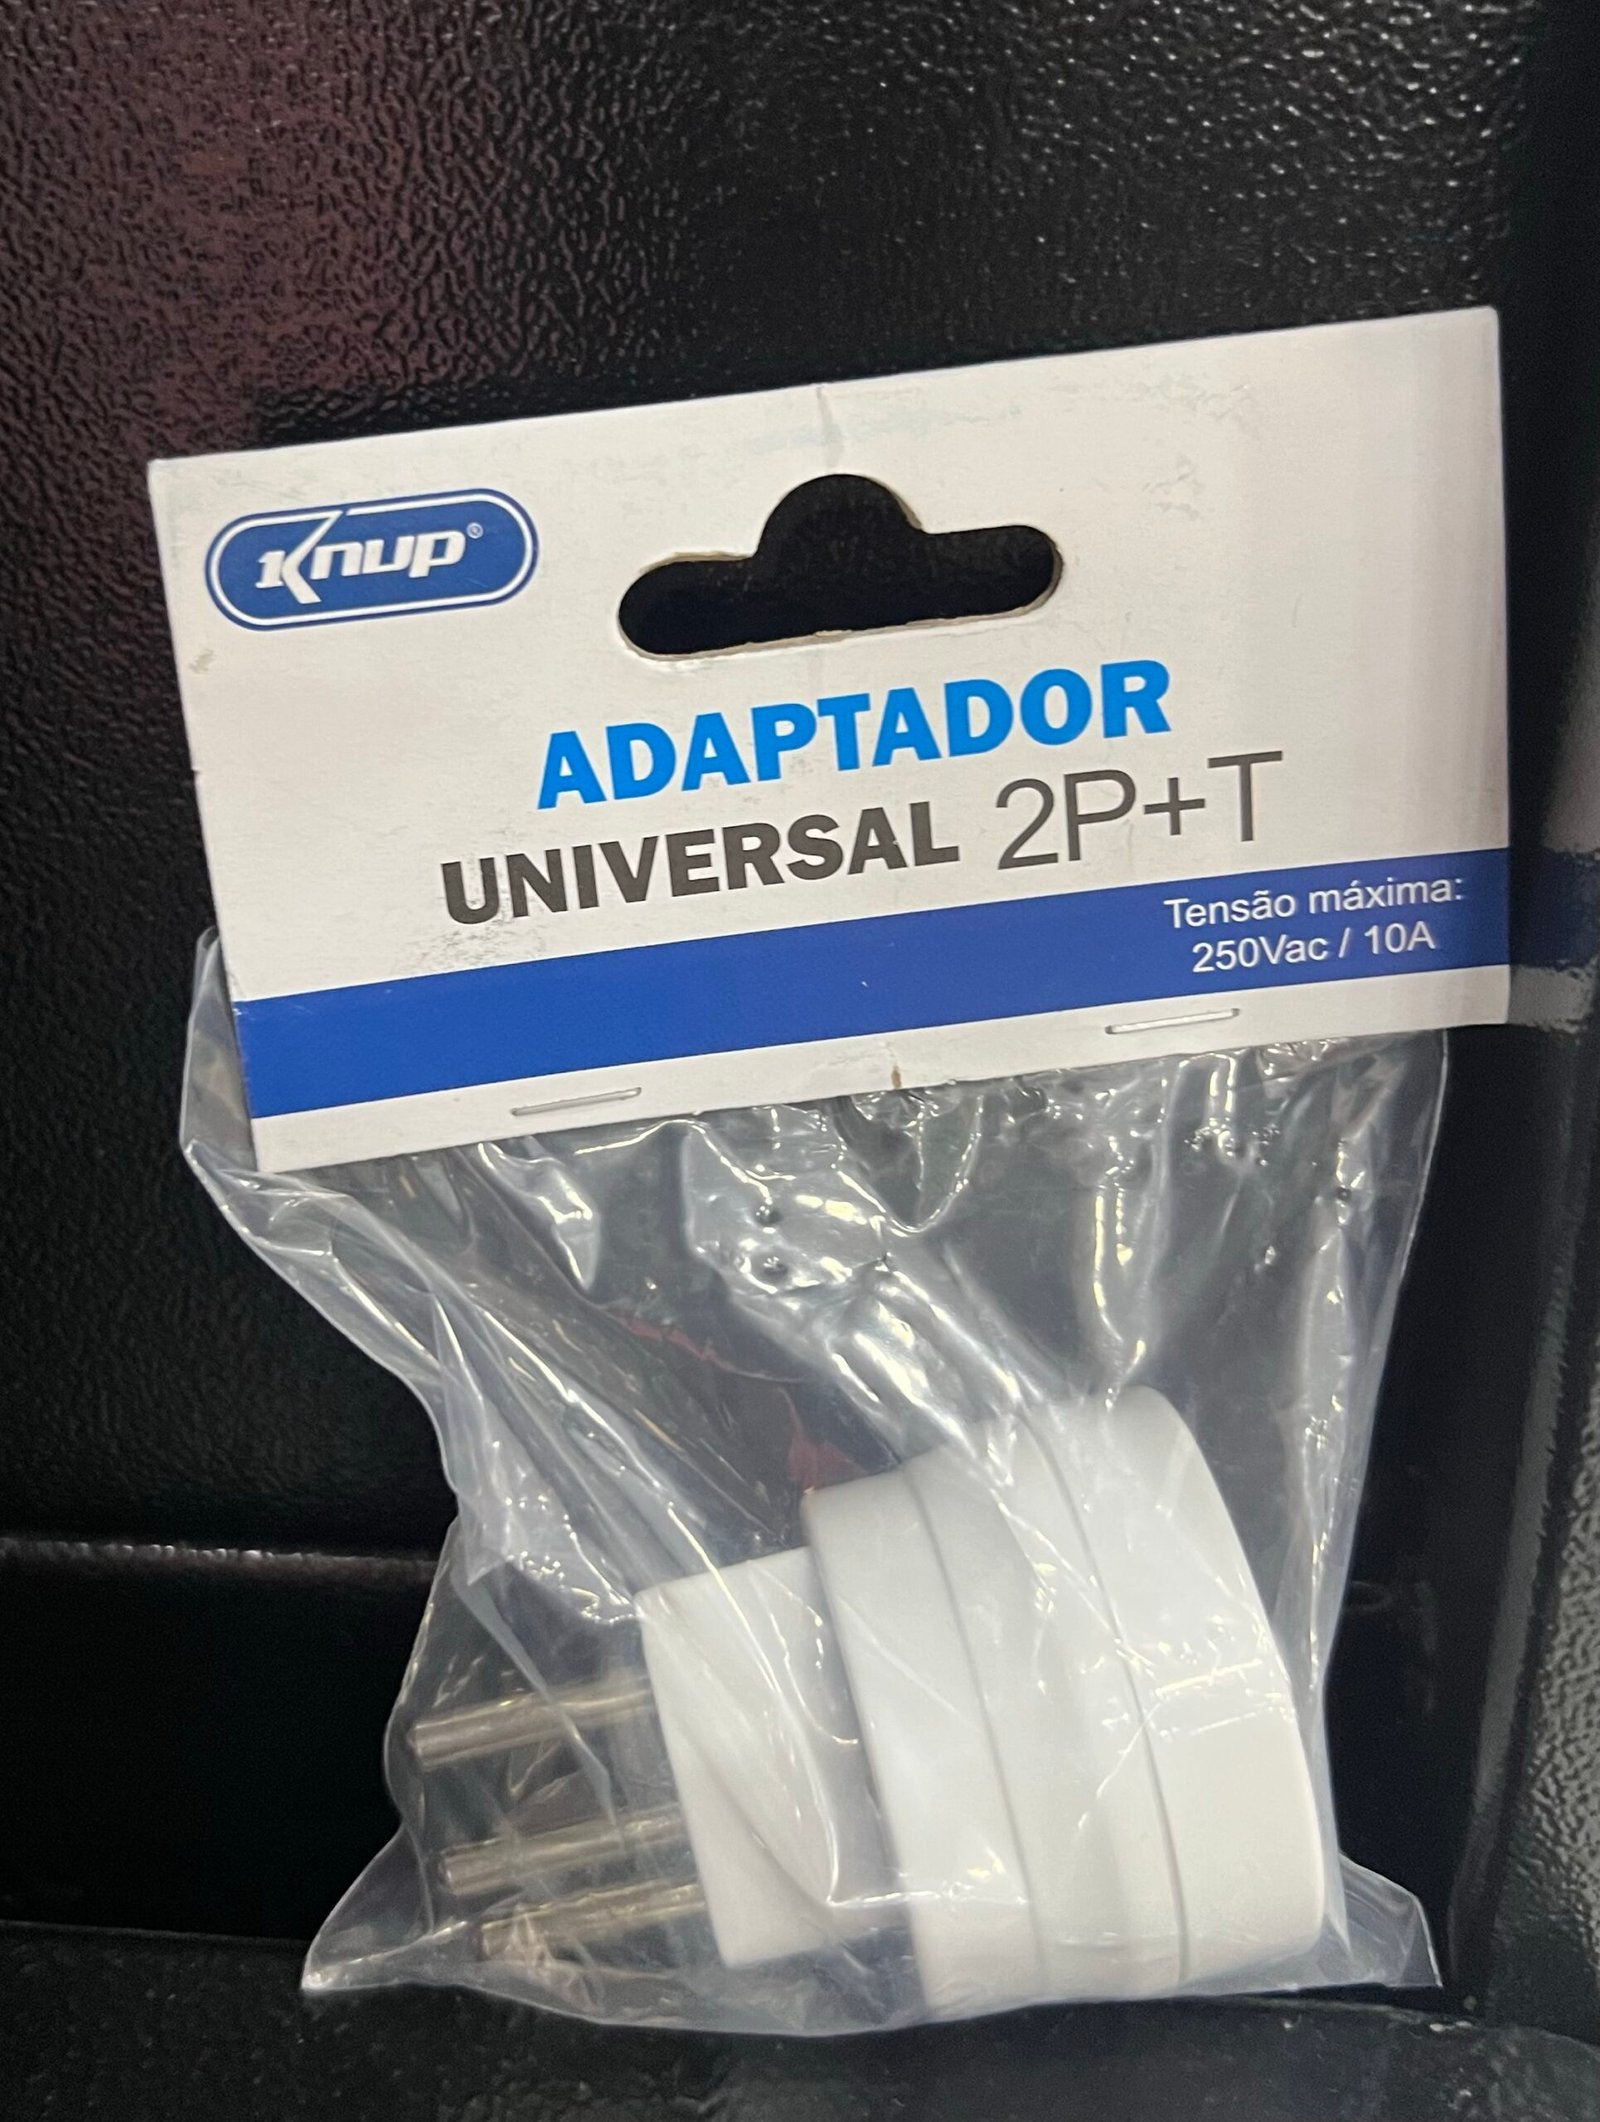 Knup®
ADAPTADOR
UNIVERSAL 2P+T
Tensão máxima:
250Vac / 10A